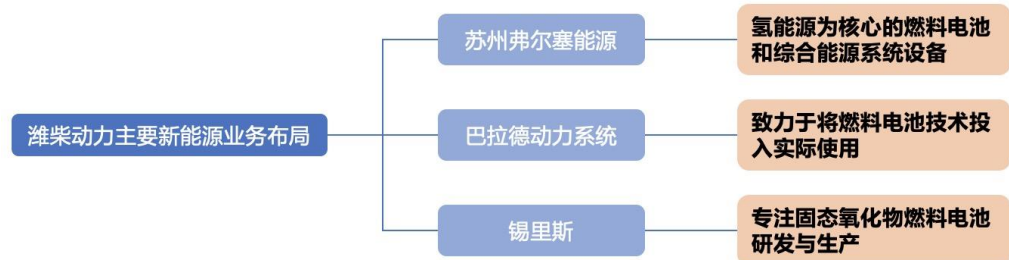 潍柴动力主要新能源业务布局
苏州弗尔塞能源
氢能源为核心的燃料电池
和综合能源系统设备
巴拉德动力系统
致力于将燃料电池技术投
入实际使用
锡里斯
专注固态氧化物燃料电池
研发与生产